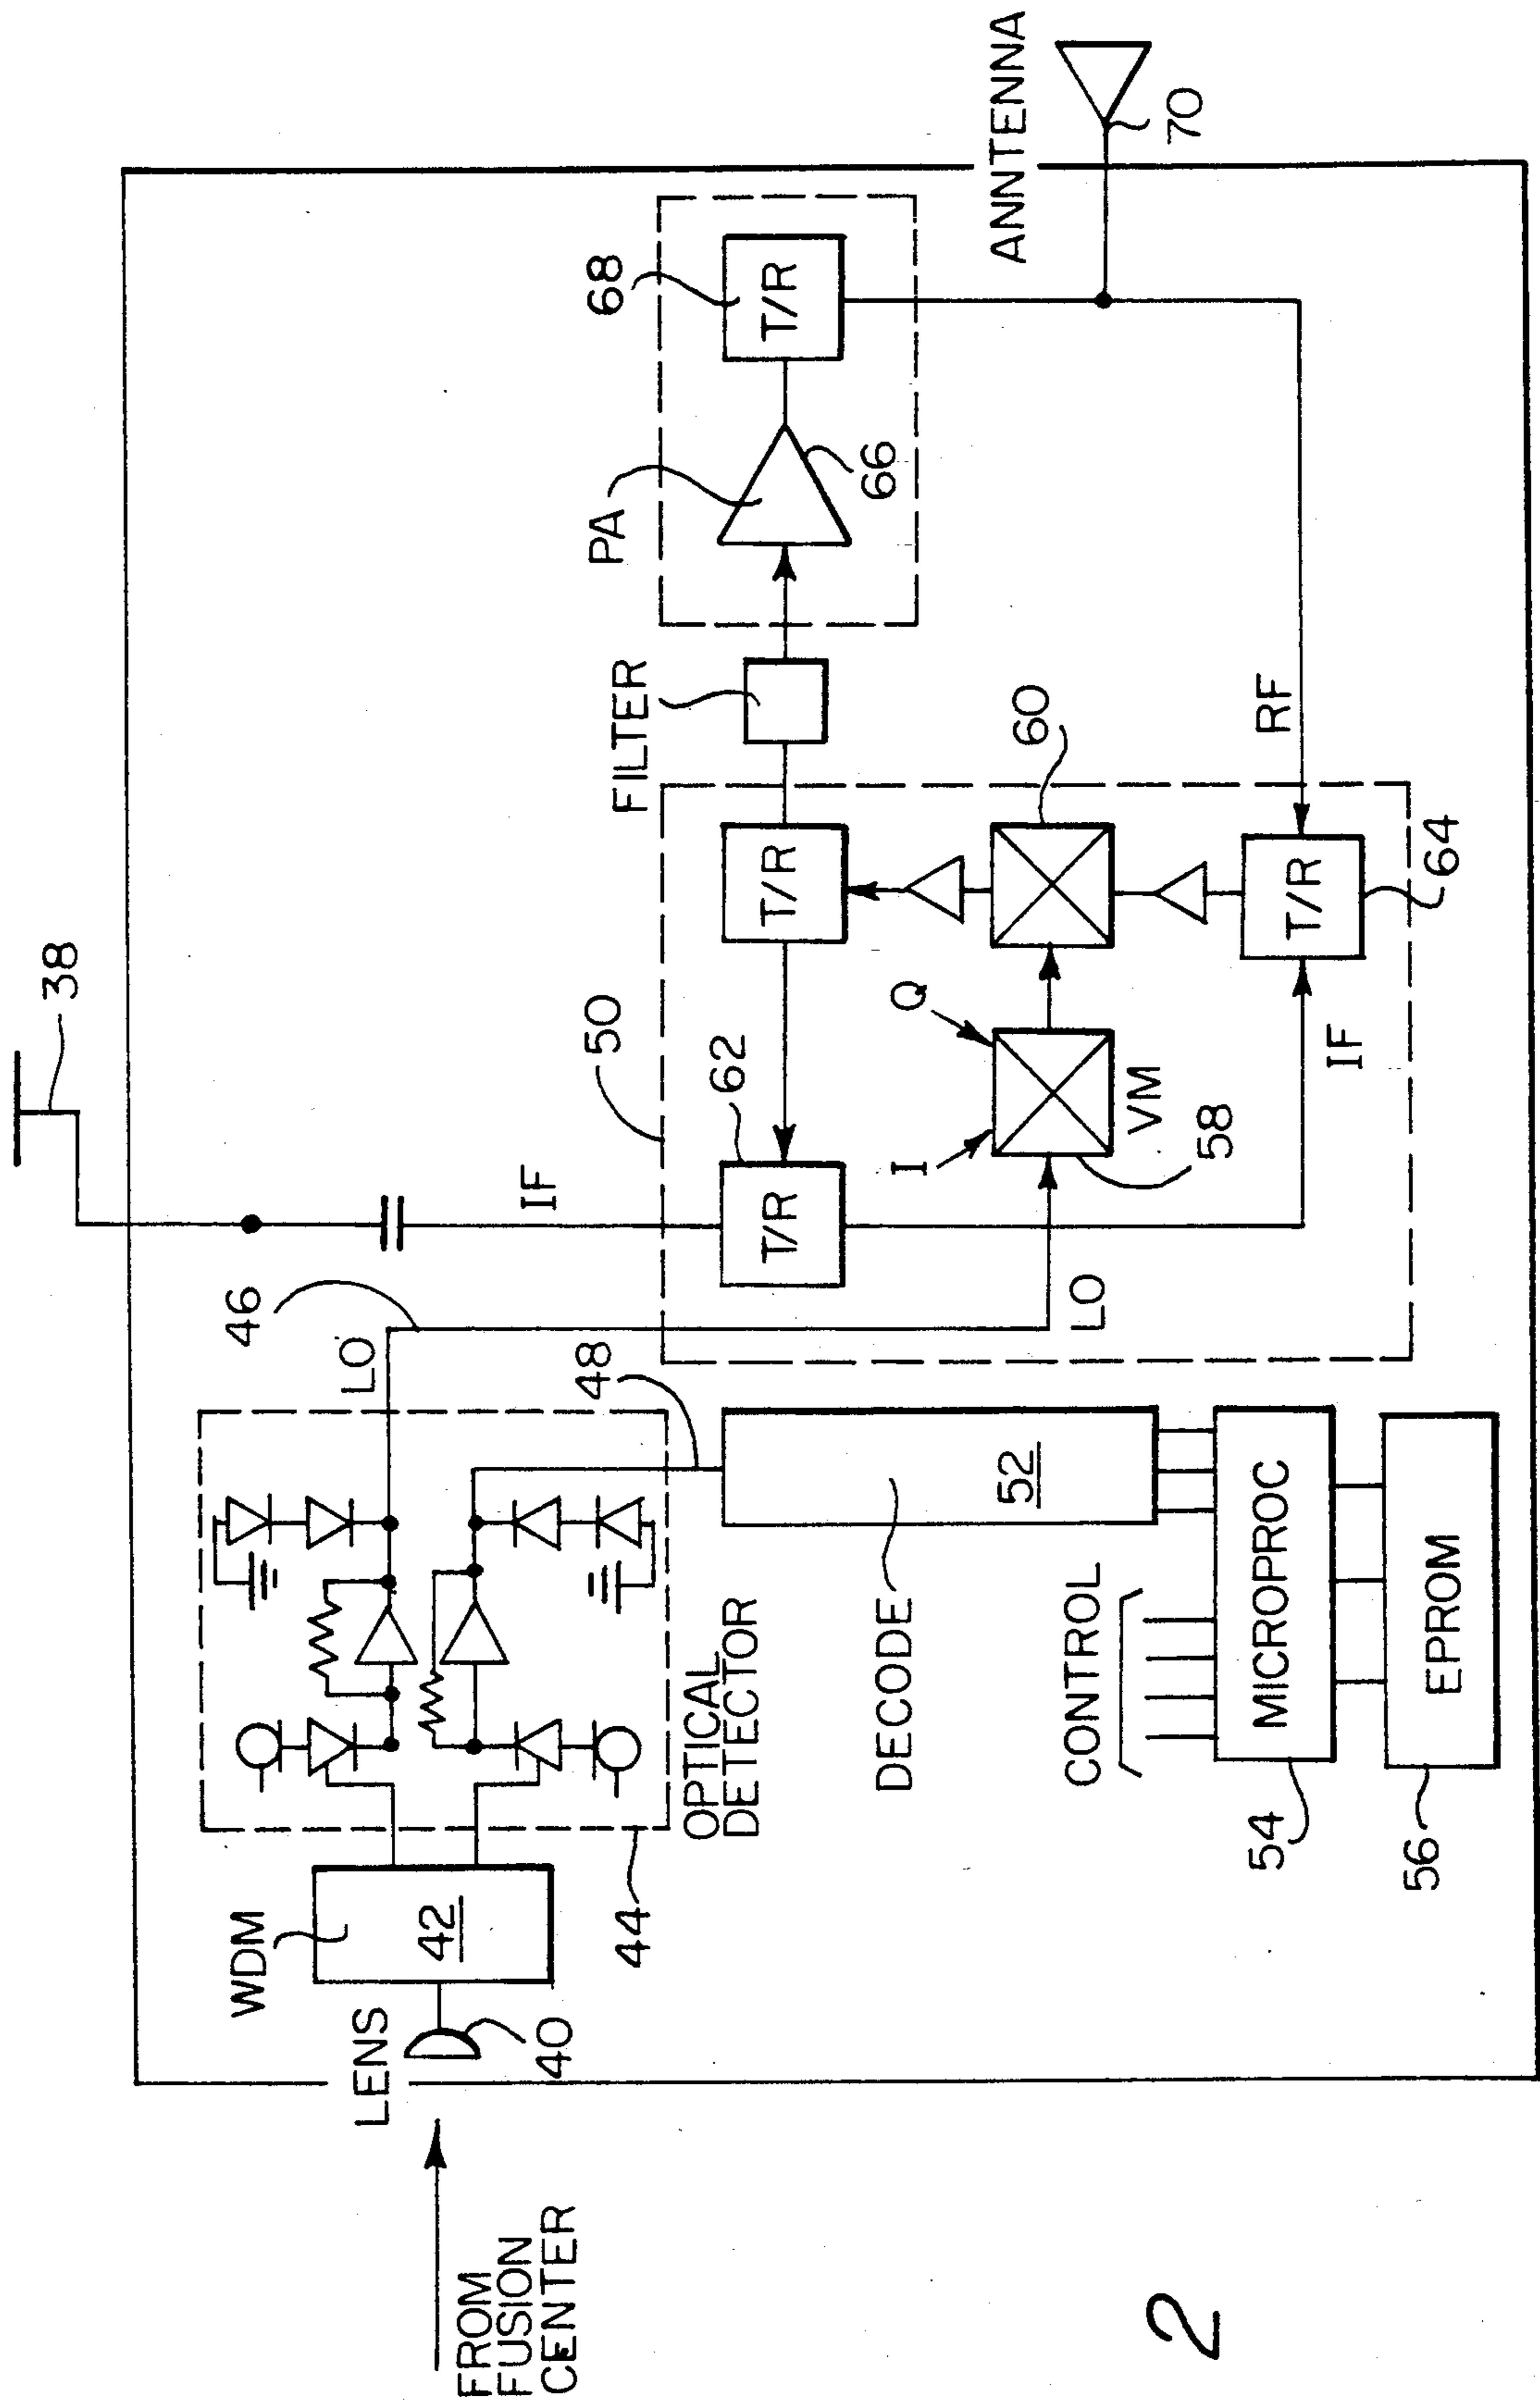 FROM
FUSION
CENTER
LENS
40
WDM
42
44
OPTICAL
DETECTOR
LO
46
48
DECODE
52
CONTROL
MICROPROC
54
EPROM
56
38
IF
50
62
T/R
T/R
I
Q
VM
58
60
LO
IF
T/R
64
RF
FILTER
PA
66
68
T/R
ANTENNA
70
2